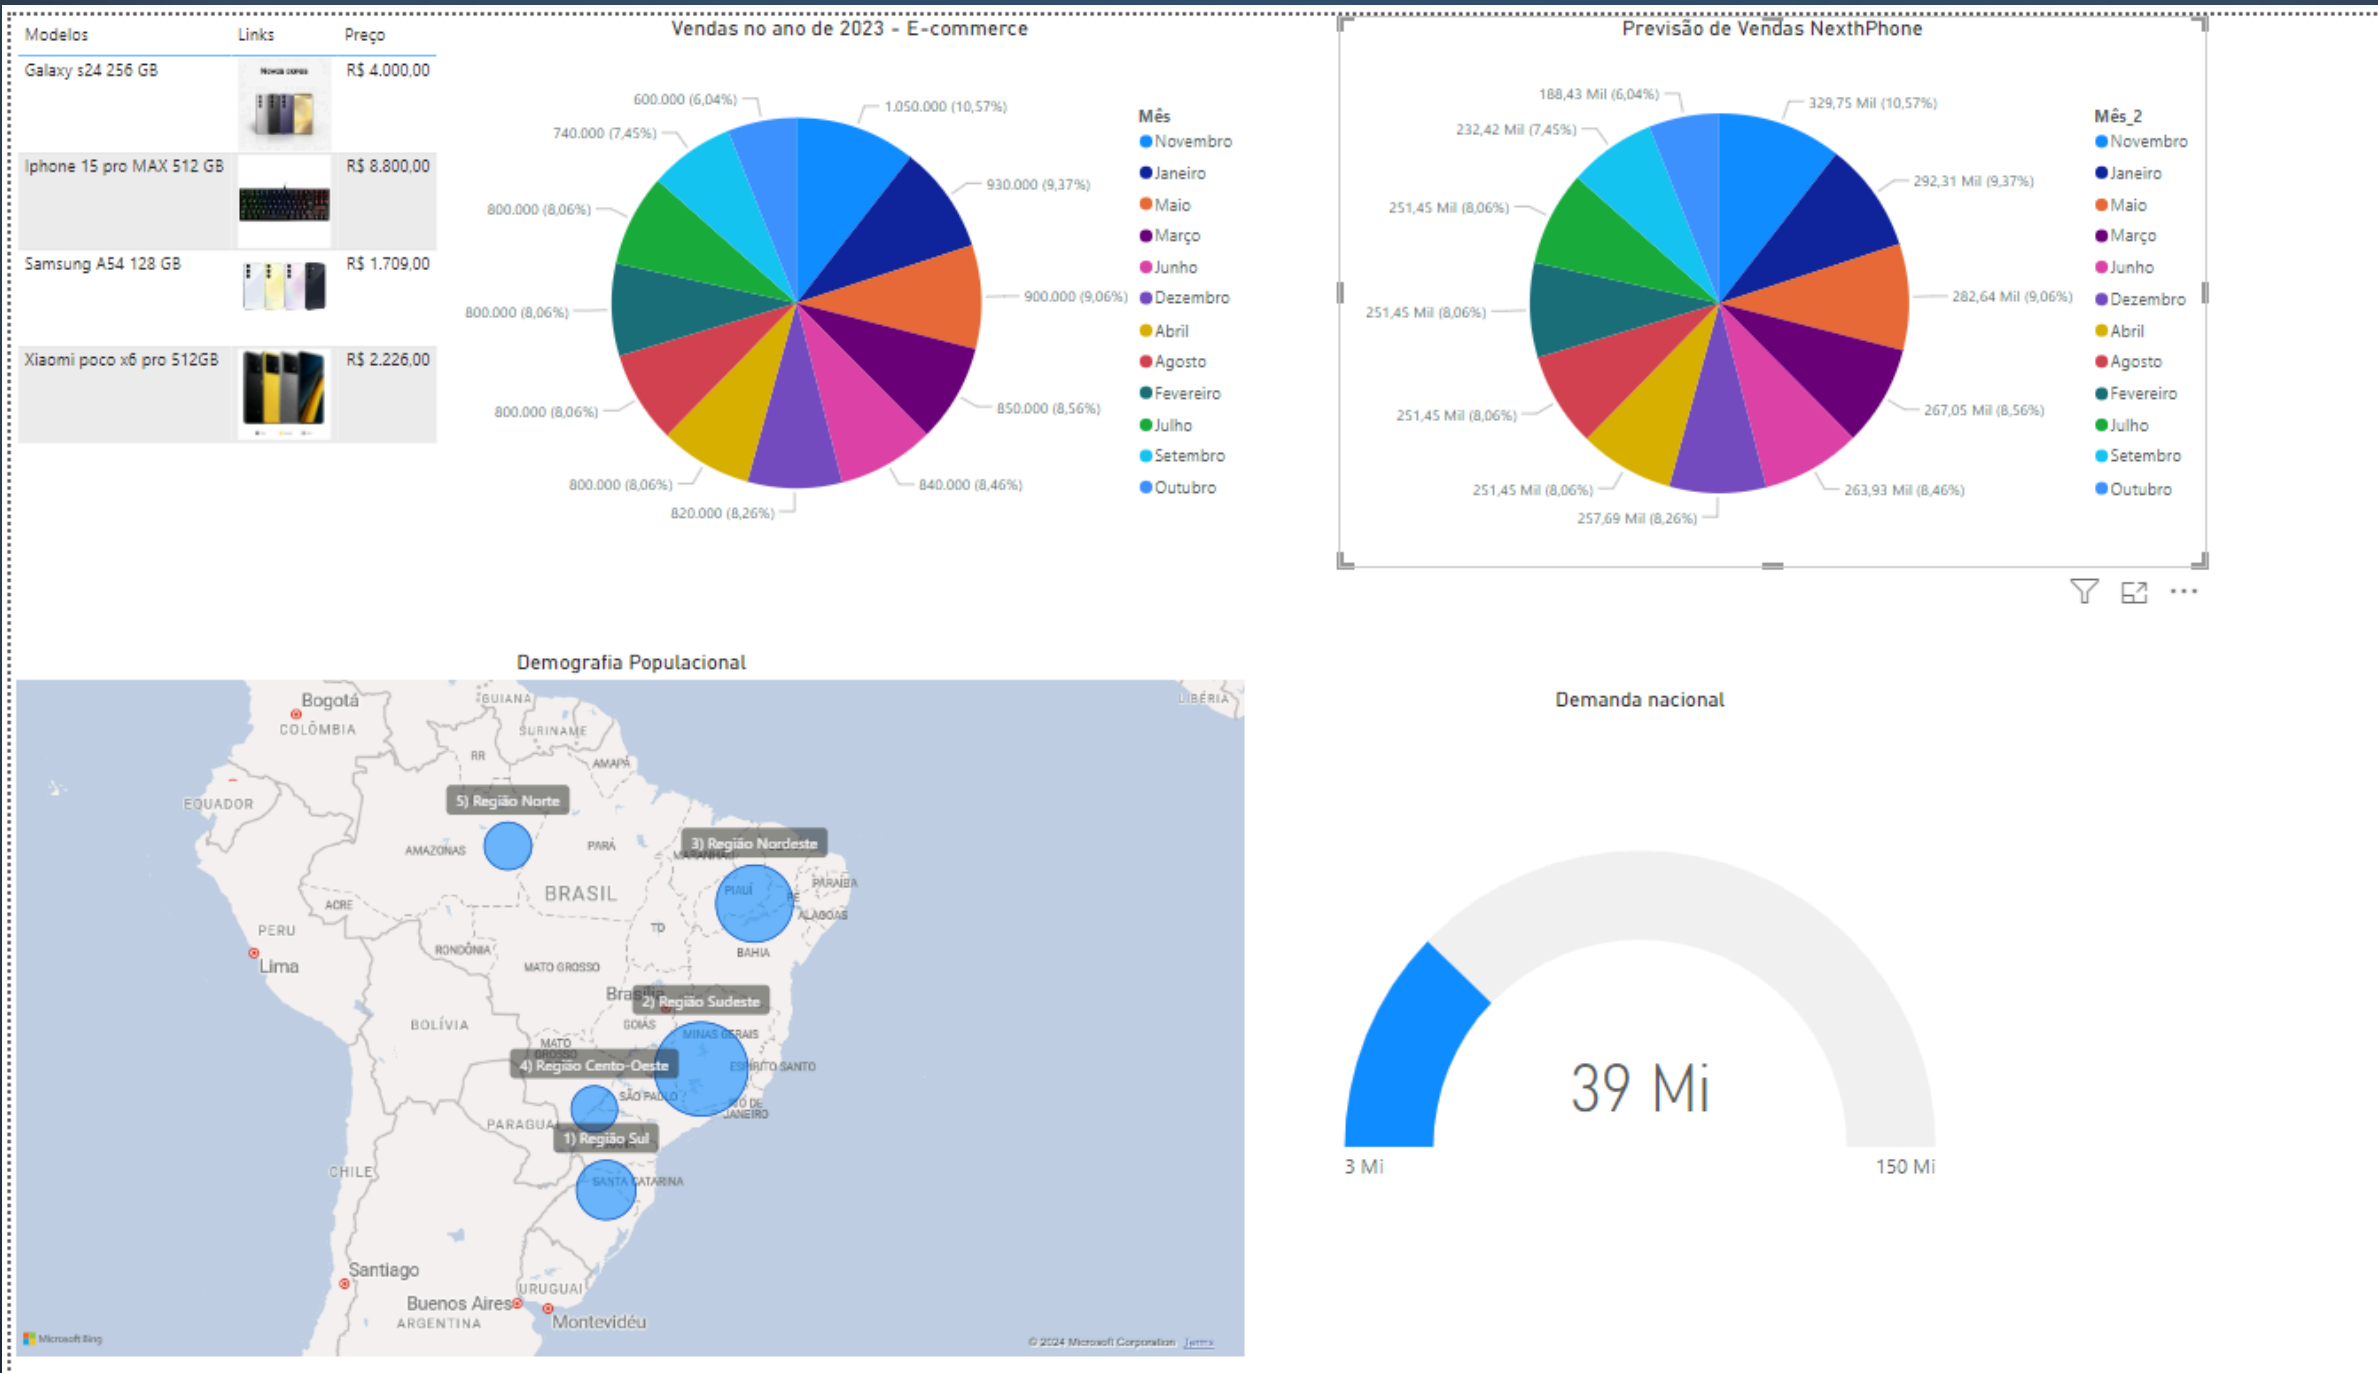 Modelos Links Preço
Galaxy s24 256 GB R$ 4.000,00
Novas cores
Iphone 15 pro MAX 512 GB R$ 8.800,00
Samsung A54 128 GB R$ 1.709,00
Xiaomi poco x6 pro 512GB R$ 2.226,00
Vendas no ano de 2023 - E-commerce
600.000 (6,04%)
1.050.000 (10,57%)
740.000 (7,45%)
930.000 (9,37%)
800.000 (8,06%)
900.000 (9,06%)
800.000 (8,06%)
850.000 (8,56%)
800.000 (8,06%)
840.000 (8,46%)
800.000 (8,06%)
820.000 (8,26%)
Mês
Novembro
Janeiro
Maio
Março
Junho
Dezembro
Abril
Agosto
Fevereiro
Julho
Setembro
Outubro
Previsão de Vendas NexthPhone
188,43 Mil (6,04%)
329,75 Mil (10,57%)
232,42 Mil (7,45%)
292,31 Mil (9,37%)
251,45 Mil (8,06%)
282,64 Mil (9,06%)
251,45 Mil (8,06%)
267,05 Mil (8,56%)
251,45 Mil (8,06%)
263,93 Mil (8,46%)
251,45 Mil (8,06%)
257,69 Mil (8,26%)
Mês_2
Novembro
Janeiro
Maio
Março
Junho
Dezembro
Abril
Agosto
Fevereiro
Julho
Setembro
Outubro
Demografia Populacional
Bogotá
COLÔMBIA
GUIANA
SURINAME
LIBÉRIA
RR
AMAPÁ
EQUADOR
5) Região Norte
AMAZONAS
PARÁ
3) Região Nordeste
MARANHÃO
BRASIL
PIAUÍ
PARAÍBA
PE
ALAGOAS
ACRE
PERU
Lima
TO
RONDÔNIA
BAHIA
MATO GROSSO
Brasília
2) Região Sudeste
BOLÍVIA
GOIÁS
MINAS GERAIS
MATO
GROSSO
4) Região Cento-Oeste
ESPÍRITO SANTO
SÃO PAULO
RIO DE
JANEIRO
PARAGUAI
1) Região Sul
CHILE
SANTA CATARINA
Santiago
URUGUAI
Buenos Aires
ARGENTINA
Montevidéu
Microsoft Bing
© 2024 Microsoft Corporation Terms
Demanda nacional
39 Mi
3 Mi
150 Mi